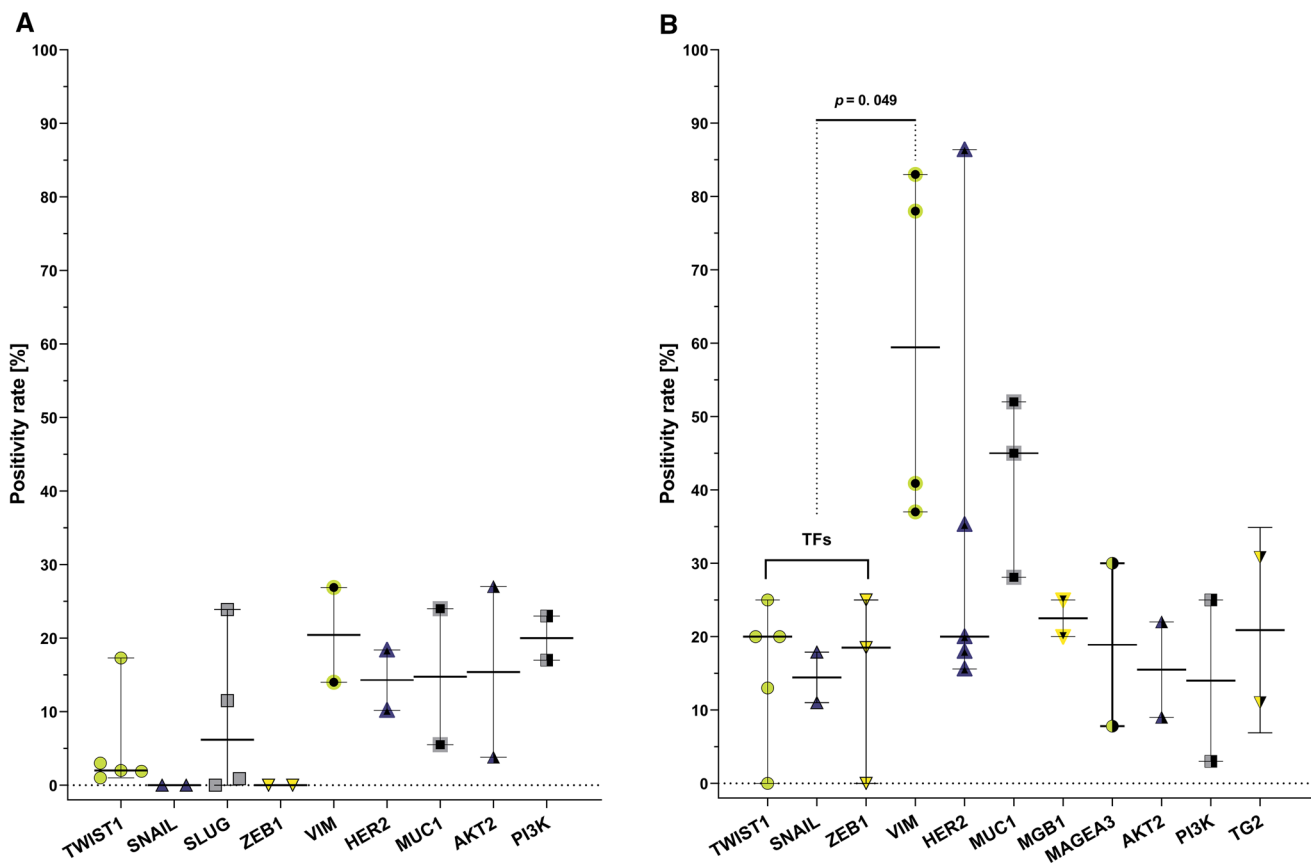 A
Positivity rate [%]
100
90
80
70
60
50
40
30
20
10
0
TWIST1
SNAIL
SLUG
ZEB1
VIM
HER2
MUC1
AKT2
PI3K
B
Positivity rate [%]
100
90
80
70
60
50
40
30
20
10
0
p = 0. 049
TFs
TWIST1
SNAIL
ZEB1
VIM
HER2
MUC1
MGB1
MAGEA3
AKT2
PI3K
TG2